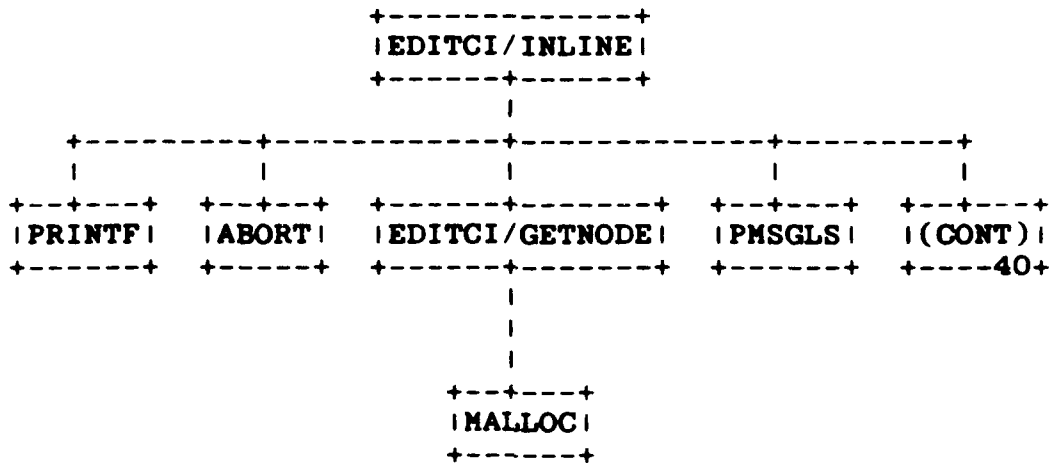 EDITCI/INLINE
PRINTF ABORT EDITCI/GETNODE PMSGLS (CONT)
40
MALLOC